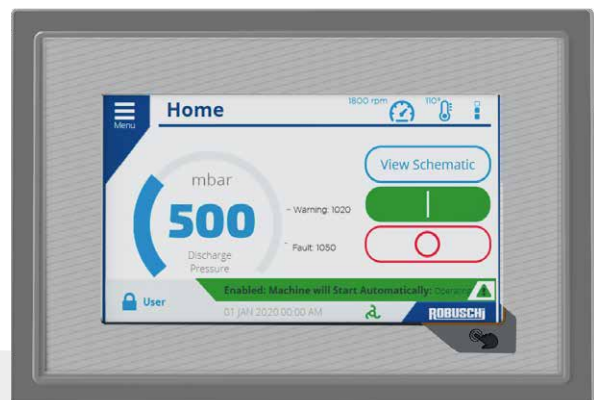 Menu
Home
1800 rpm
110°
View Schematic
mbar
500
Discharge
Pressure
- Warning: 1020
- Fault: 1050
Enabled: Machine will Start Automatically:
User
01 JAN 2020 00:00 AM
ROBUSCHI